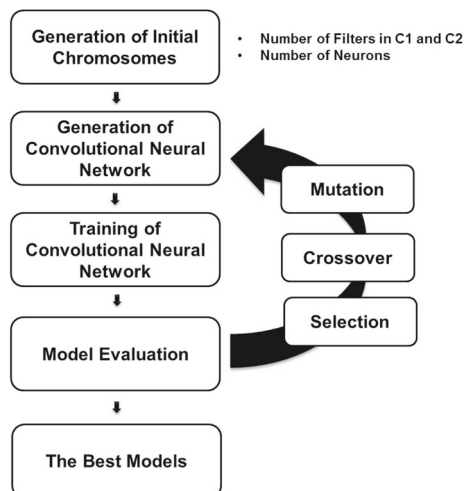 Generation of Initial
Chromosomes
• Number of Filters in C1 and C2
• Number of Neurons
Generation of
Convolutional Neural
Network
Mutation
Training of
Convolutional Neural
Network
Crossover
Selection
Model Evaluation
The Best Models